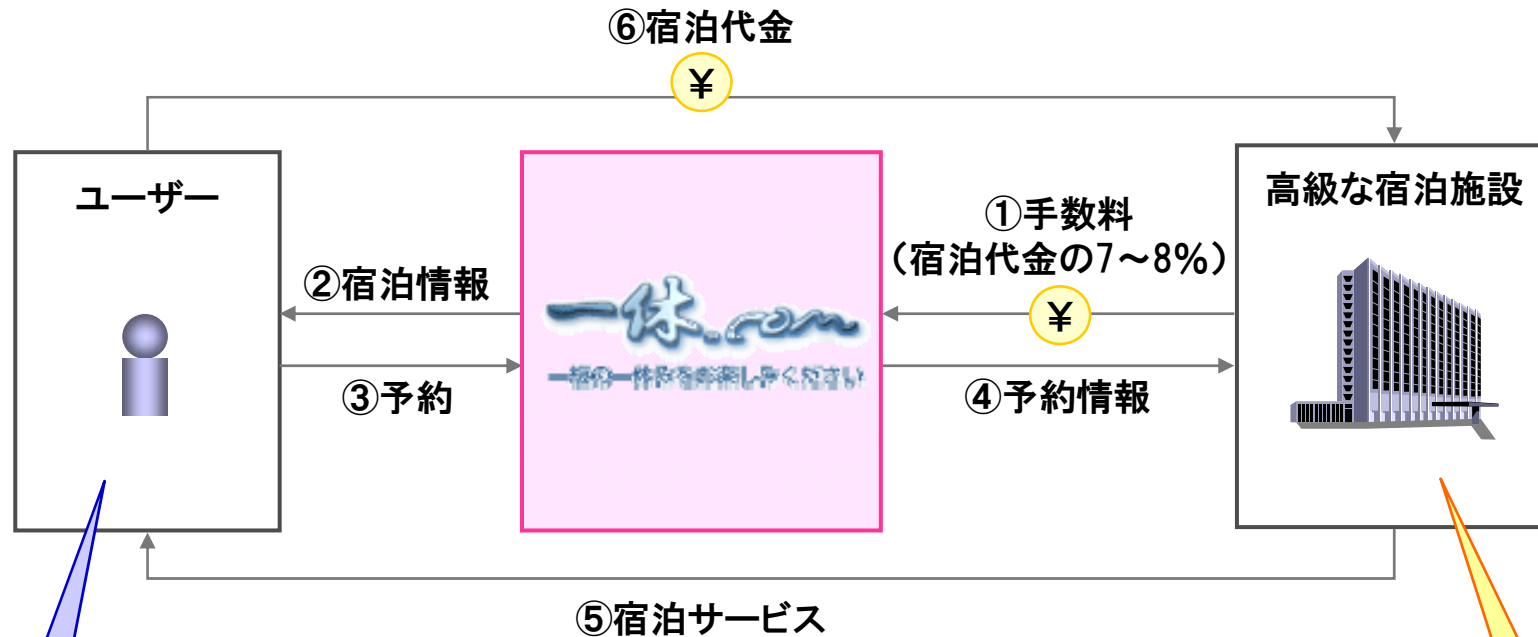 ⑥宿泊代金
¥
ユーザー
高級な宿泊施設
①手数料
(宿泊代金の7～8%)
¥
②宿泊情報
一休.com
③予約
④予約情報
⑤宿泊サービス